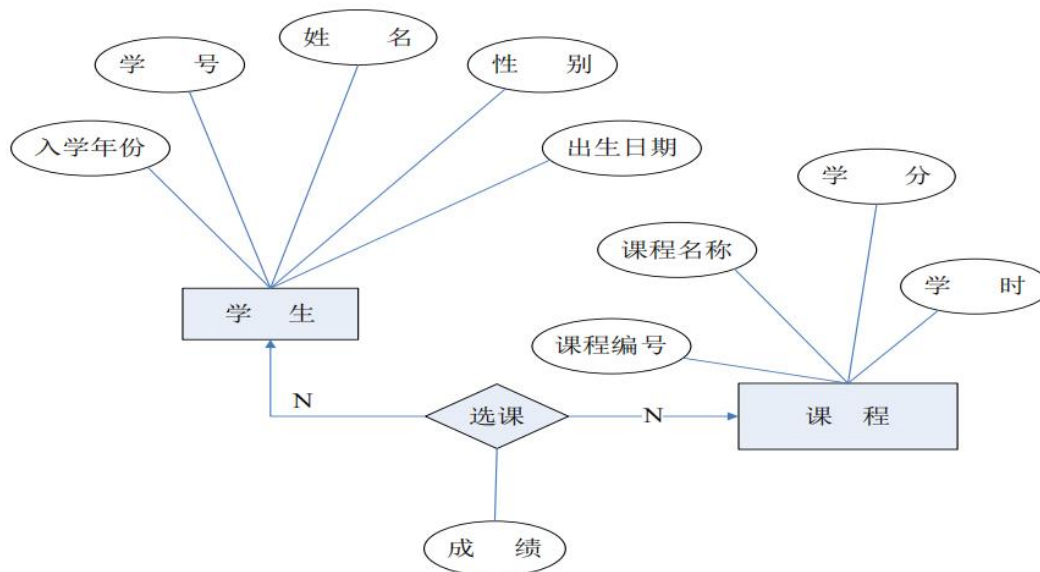 姓 名
学 号
性 别
入学年份
出生日期
学 分
课程名称
学 时
学 生
课程编号
N
选课
N
课 程
成 绩